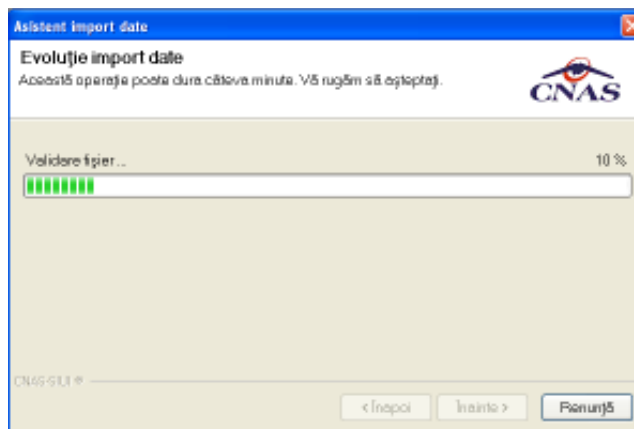 Asistent import date
Evoluție import date
Această operație poate dura câteva minute. Vă rugăm să așteptați.
CNAS
Validare fișier...
10 %
CNAS-SIUI ®
< Înapoi
Înainte >
Renunță